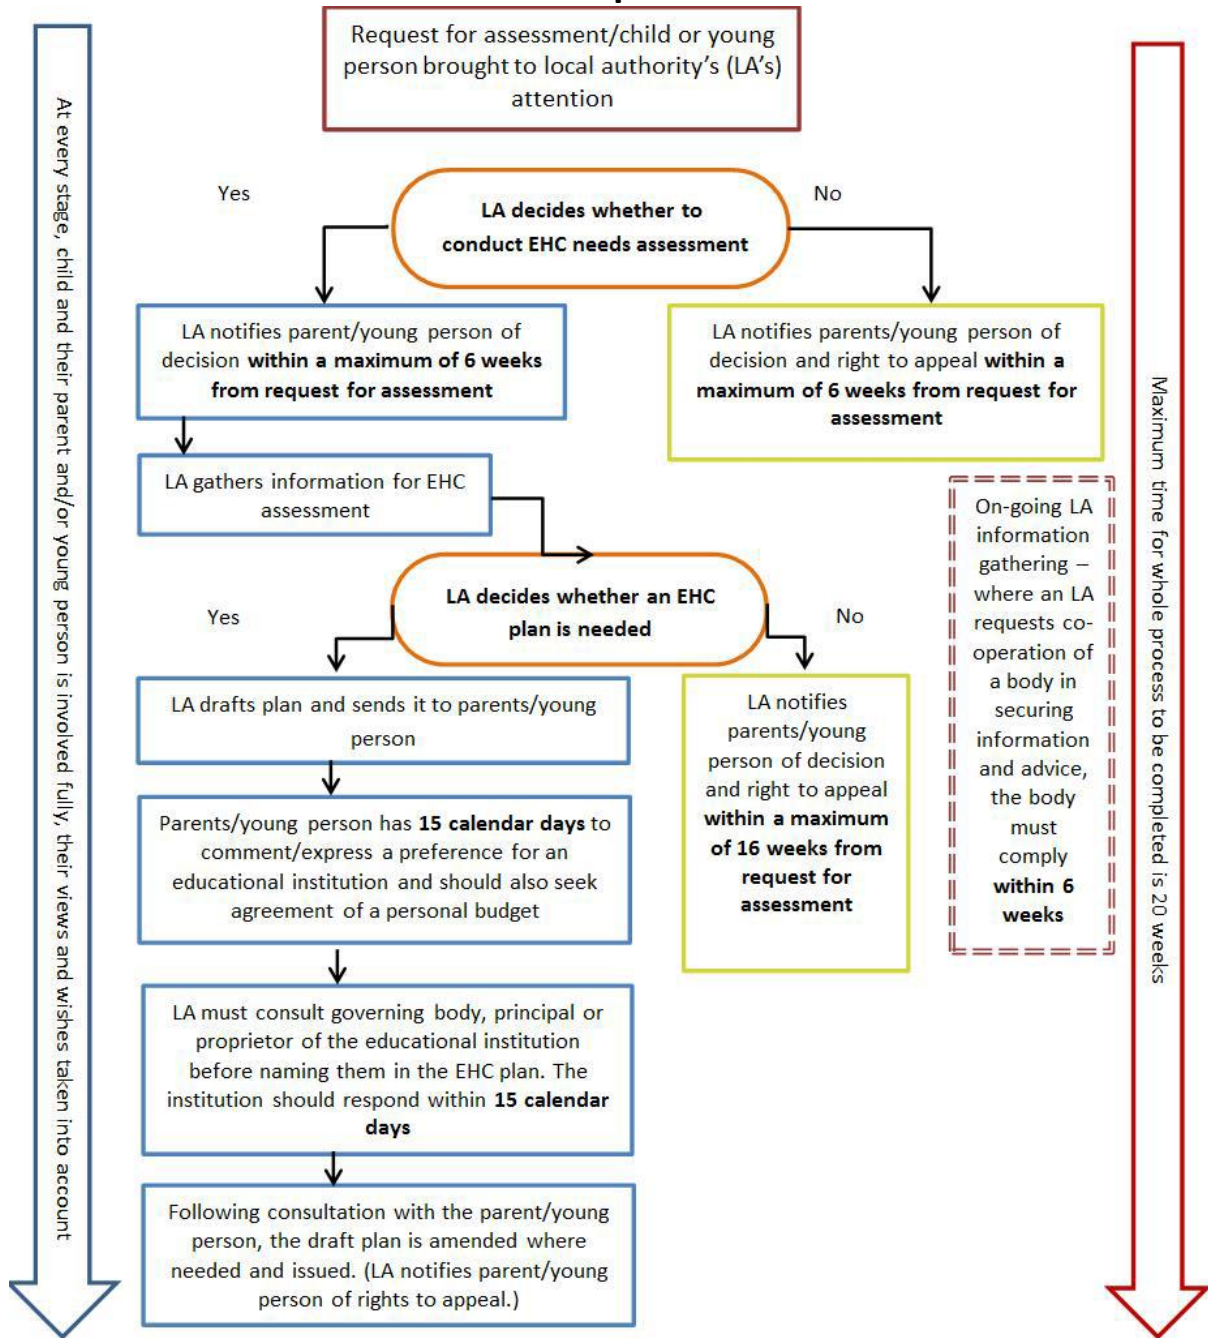 Request for assessment/child or young
person brought to local authority's (LA's)
attention
At every stage, child and their parent and/or young person is involved fully, their views and wishes taken into account
Maximum time for whole process to be completed is 20 weeks
Yes
LA decides whether to
conduct EHC needs assessment
No
LA notifies parent/young person of
decision within a maximum of 6 weeks
from request for assessment
LA notifies parents/young person of
decision and right to appeal within a
maximum of 6 weeks from request for
assessment
LA gathers information for EHC
assessment
On-going LA
information
gathering –
where an LA
requests co-
operation of
a body in
securing
information
and advice,
the body
must
comply
within 6
weeks
Yes
LA decides whether an EHC
plan is needed
No
LA drafts plan and sends it to parents/young
person
LA notifies
parents/young
person of decision
and right to appeal
within a maximum
of 16 weeks from
request for
assessment
Parents/young person has 15 calendar days to
comment/express a preference for an
educational institution and should also seek
agreement of a personal budget
LA must consult governing body, principal or
proprietor of the educational institution
before naming them in the EHC plan. The
institution should respond within 15 calendar
days
Following consultation with the parent/young
person, the draft plan is amended where
needed and issued. (LA notifies parent/young
person of rights to appeal.)